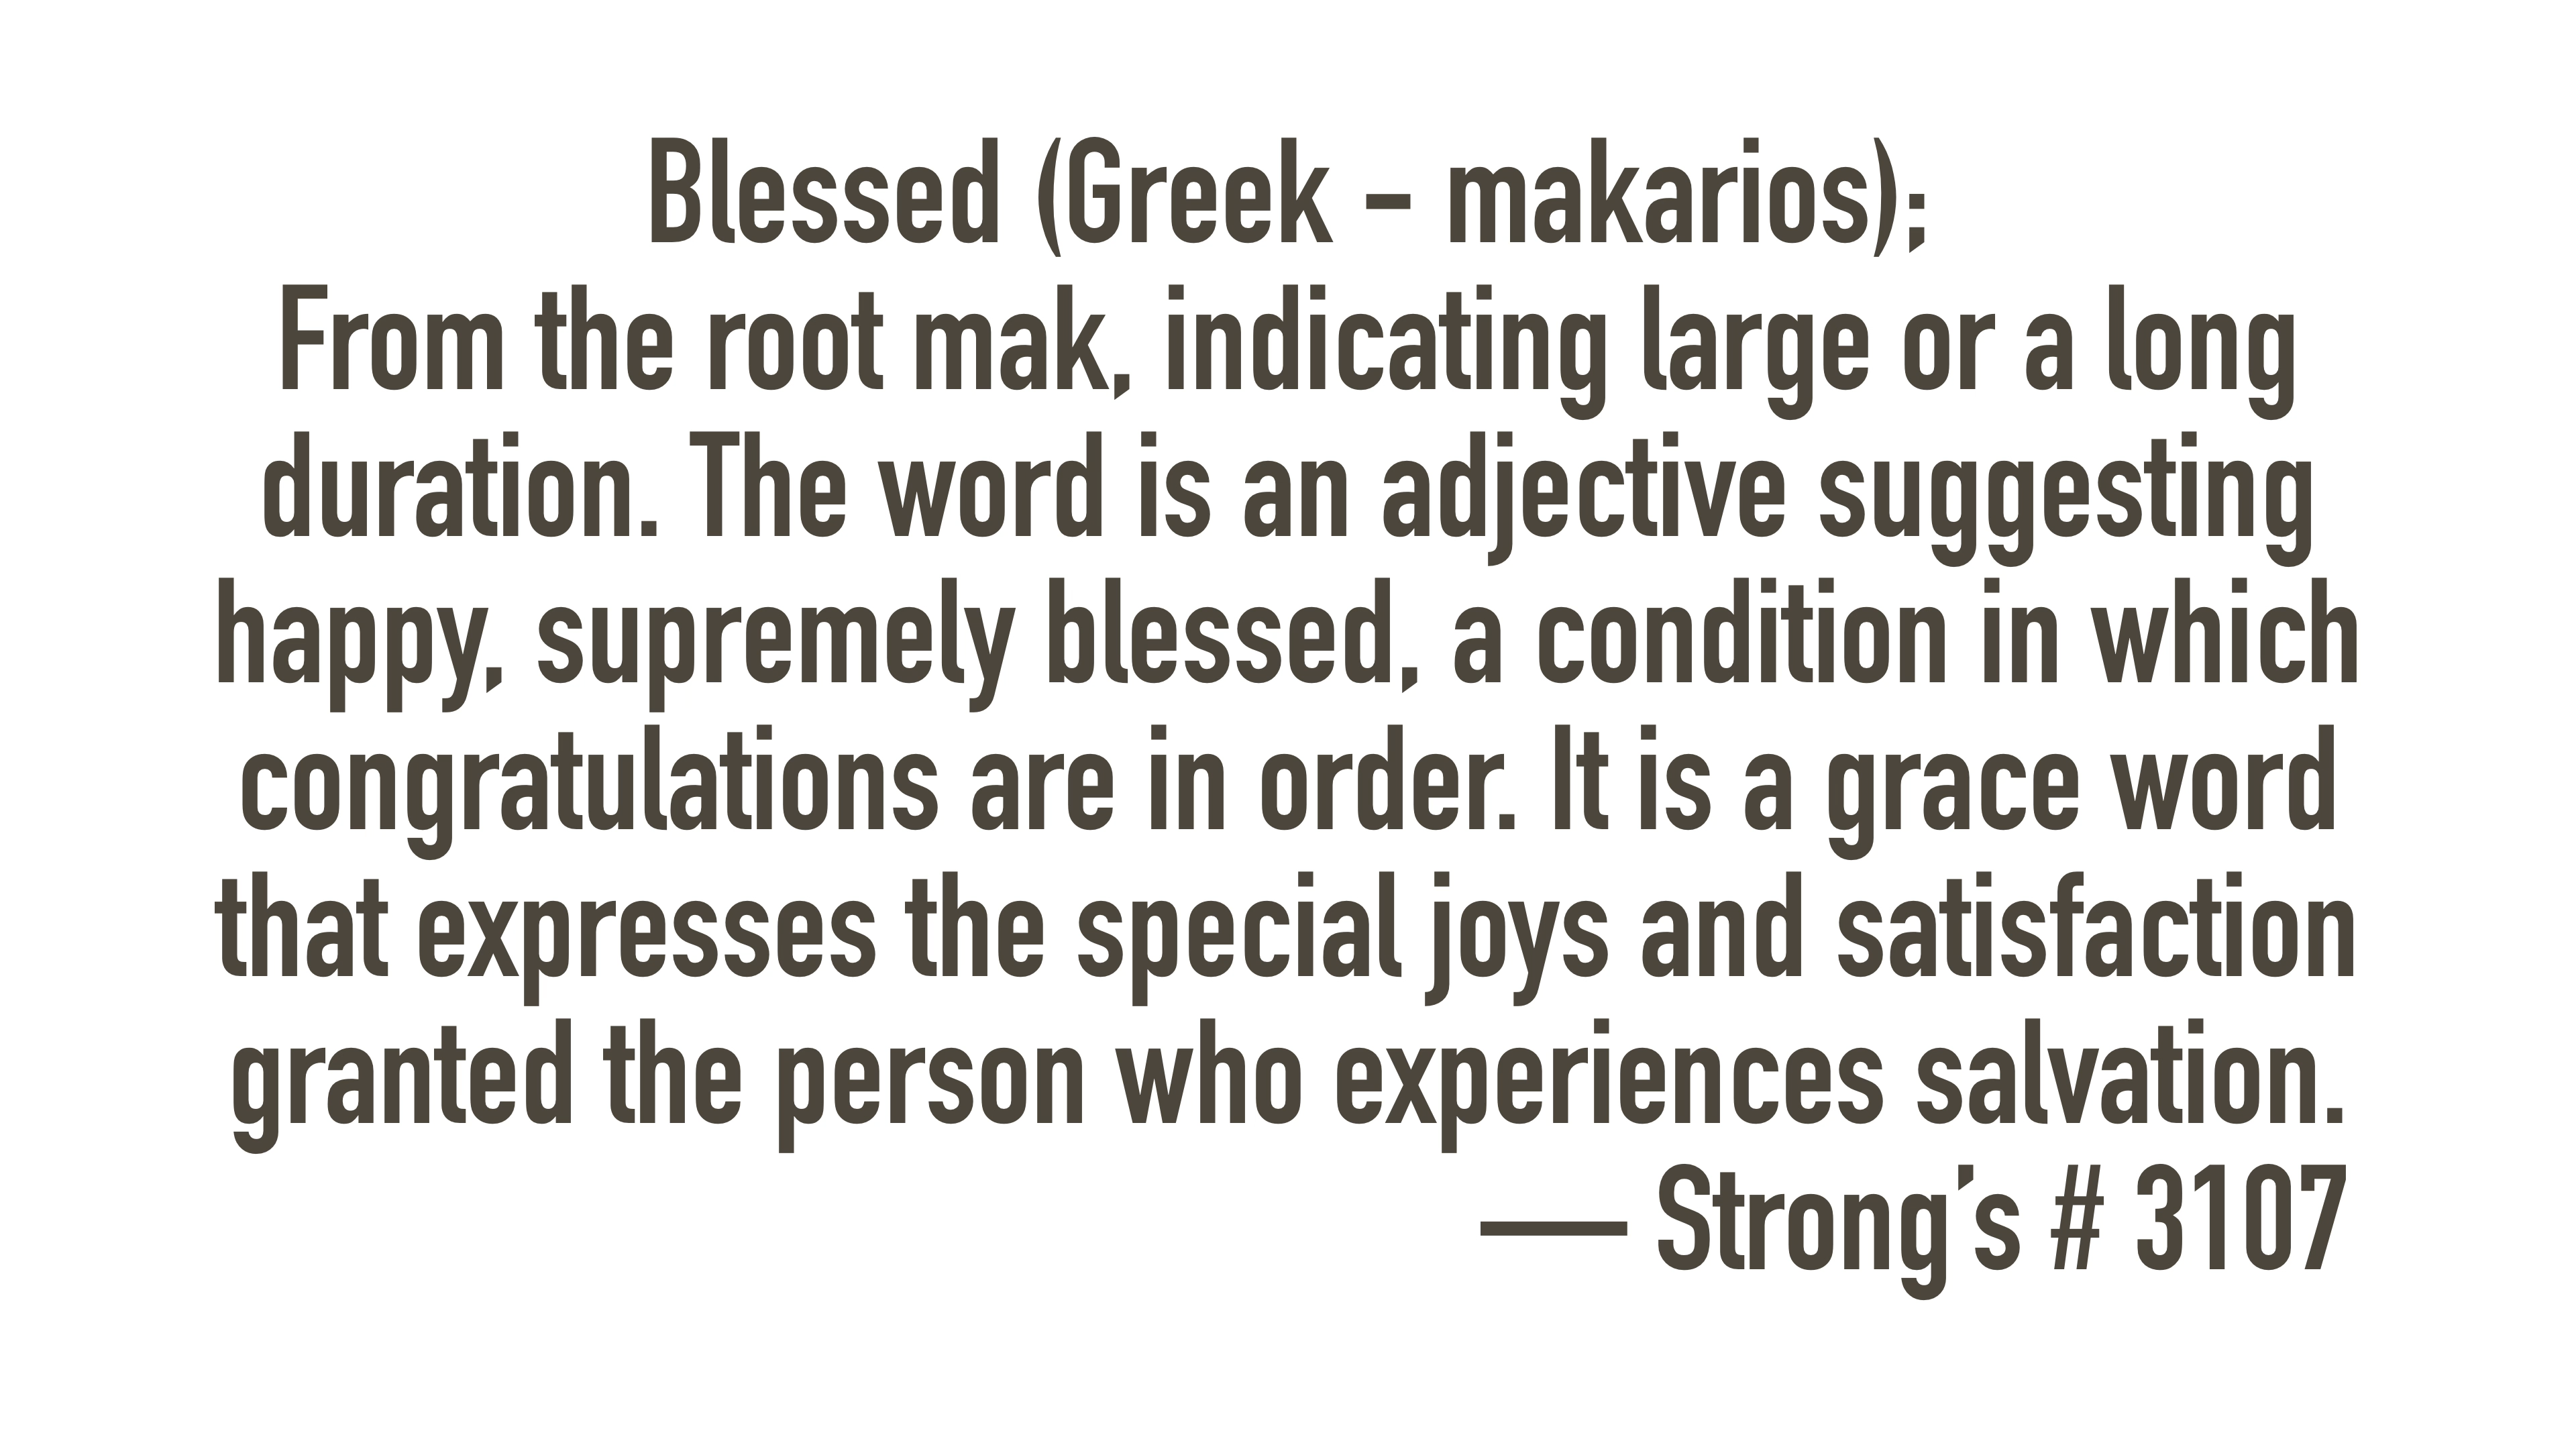 Blessed (Greek – makarios);
From the root mak, indicating large or a long
duration. The word is an adjective suggesting
happy, supremely blessed, a condition in which
congratulations are in order. It is a grace word
that expresses the special joys and satisfaction
granted the person who experiences salvation.
— Strong’s # 3107